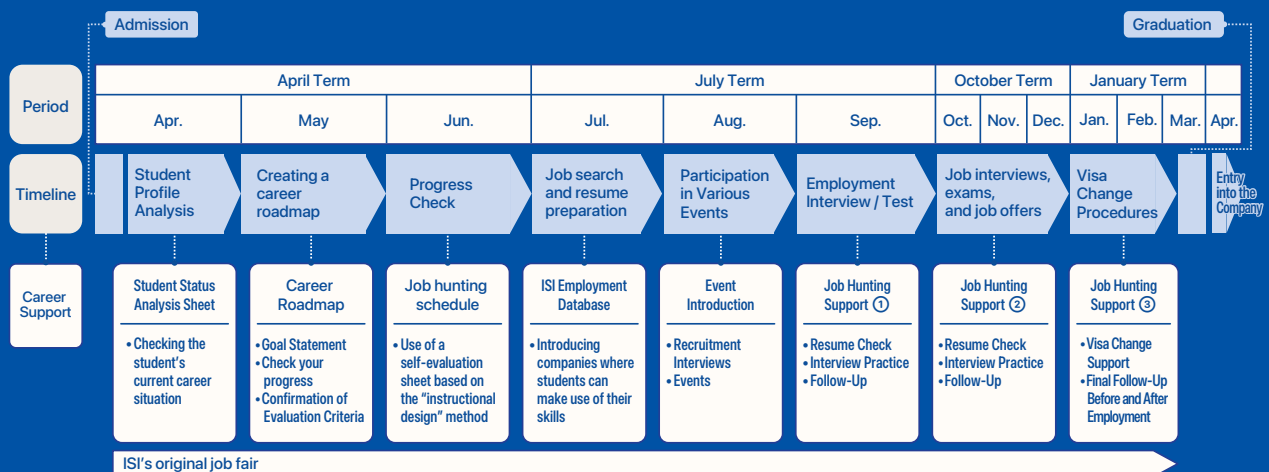 Admission
Graduation
Period
April Term
July Term
October Term
January Term
Apr.
May
Jun.
Jul.
Aug.
Sep.
Oct.
Nov.
Dec.
Jan.
Feb.
Mar.
Apr.
Timeline
Student
Profile
Analysis
Creating a
career
roadmap
Progress
Check
Job search
and resume
preparation
Participation
in Various
Events
Employment
Interview / Test
Job interviews,
exams,
and job offers
Visa
Change
Procedures
Entry
into the
Company
Career
Support
Student Status
Analysis Sheet
•Checking the
student's
current career
situation
Career
Roadmap
•Goal Statement
•Check your
progress
•Confirmation of
Evaluation Criteria
Job hunting
schedule
•Use of a
self-evaluation
sheet based on
the “instructional
design” method
ISI Employment
Database
•Introducing
companies where
students can
make use of their
skills
Event
Introduction
•Recruitment
Interviews
•Events
Job Hunting
Support ①
•Resume Check
•Interview Practice
•Follow-Up
Job Hunting
Support ②
•Resume Check
•Interview Practice
•Follow-Up
Job Hunting
Support ③
•Visa Change
Support
•Final Follow-Up
Before and After
Employment
ISI's original job fair